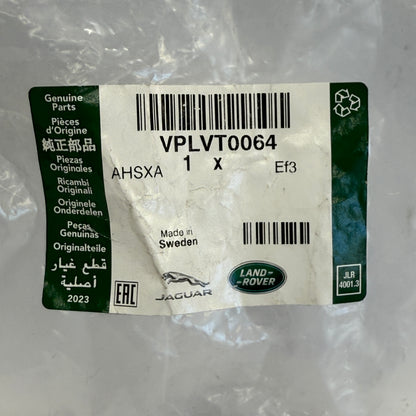 Genuine
Parts
Pièces
d'Origine
純正部品
Piezas
Originales
Ricambi
Originali
Originele
Onderdelen
Peças
Genuinas
Originalteile
قطع غيار
أصلية
2023
VPLVT0064
1 x
AHSXA
Ef3
Made in
Sweden
EAC
JAGUAR
LAND-
-ROVER
JLR
4001.3